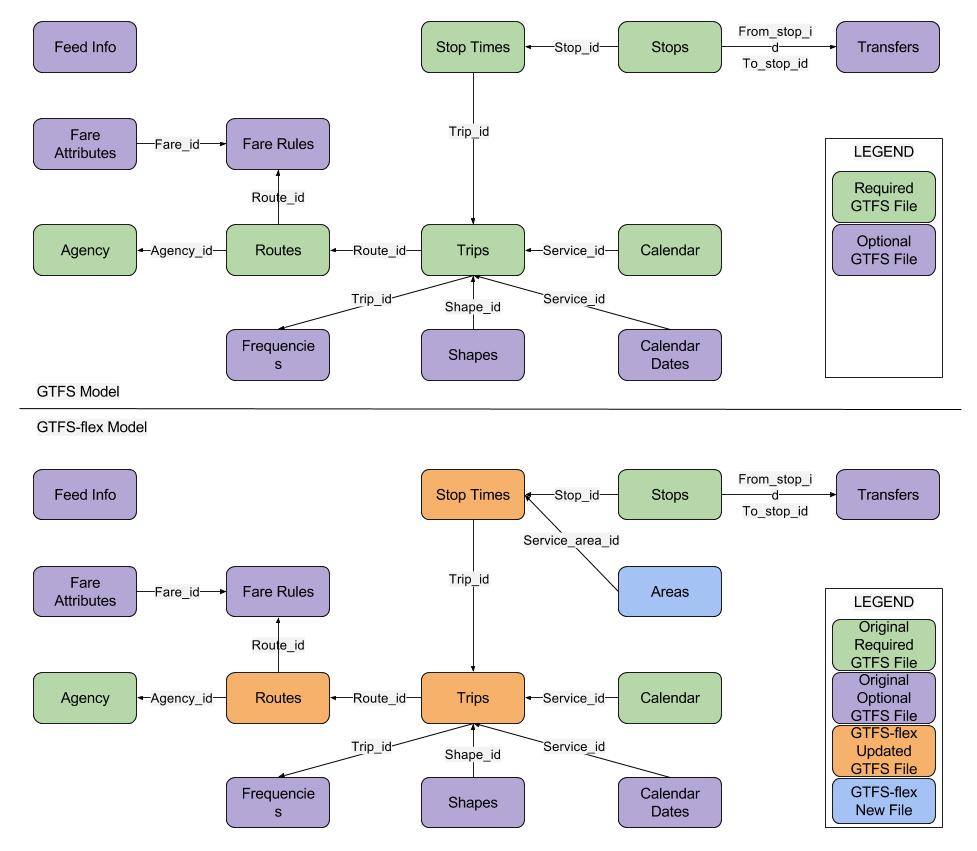 Feed Info
Stop Times
Stop_id
Stops
From_stop_i
d
To_stop_id
Transfers
Trip_id
Fare
Attributes
Fare_id
Fare Rules
LEGEND
Required
GTFS File
Optional
GTFS File
Route_id
Agency
Agency_id
Routes
Route_id
Trips
Service_id
Calendar
Trip_id
Shape_id
Service_id
Frequencie
s
Shapes
Calendar
Dates
GTFS Model
GTFS-flex Model
Feed Info
Stop Times
Stop_id
Stops
From_stop_i
d
To_stop_id
Transfers
Service_area_id
Trip_id
Fare
Attributes
Fare_id
Fare Rules
Areas
LEGEND
Original
Required
GTFS File
Original
Optional
GTFS File
GTFS-flex
Updated
GTFS File
GTFS-flex
New File
Route_id
Agency
Agency_id
Routes
Route_id
Trips
Service_id
Calendar
Trip_id
Shape_id
Service_id
Frequencie
s
Shapes
Calendar
Dates